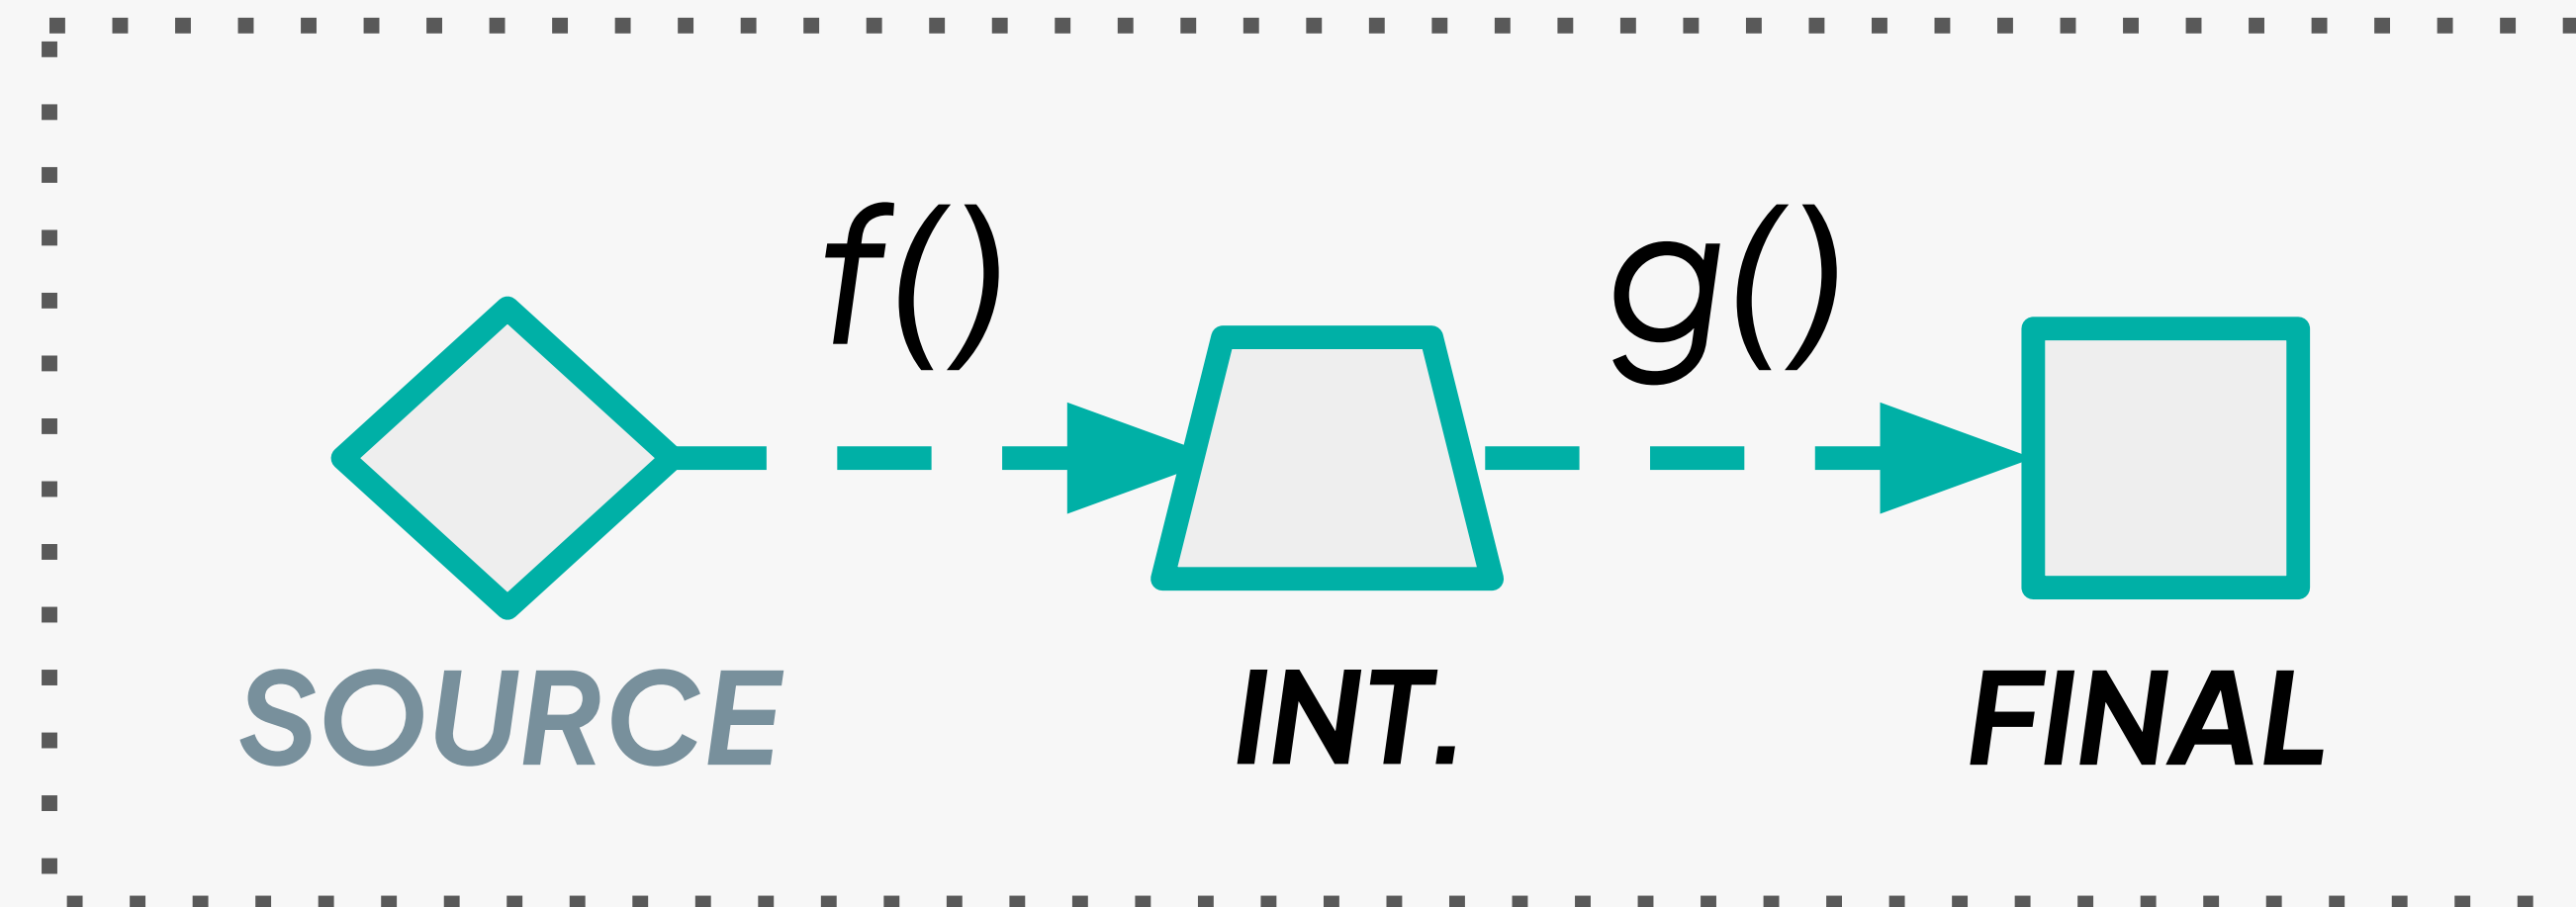 f() g()
SOURCE INT. FINAL